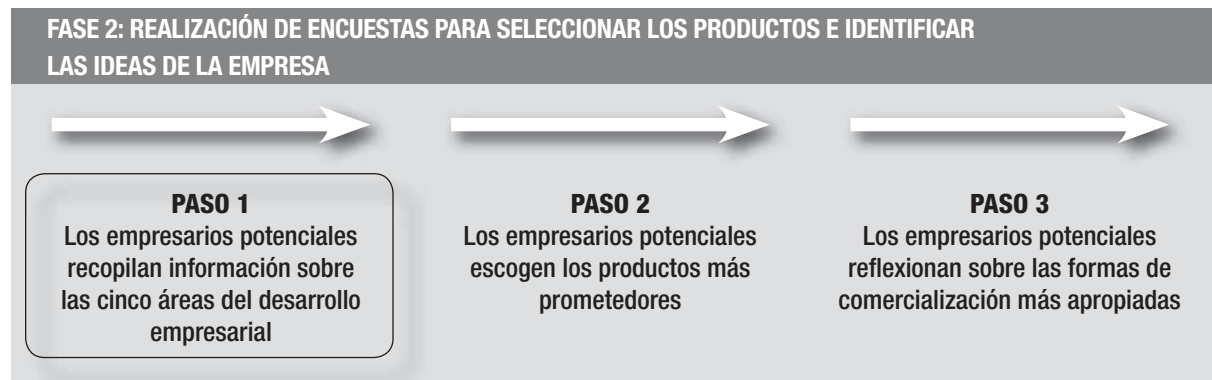 FASE 2: REALIZACIÓN DE ENCUESTAS PARA SELECCIONAR LOS PRODUCTOS E IDENTIFICAR
LAS IDEAS DE LA EMPRESA
PASO 1
Los empresarios potenciales
recopilan información sobre
las cinco áreas del desarrollo
empresarial
PASO 2
Los empresarios potenciales
escogen los productos más
prometedores
PASO 3
Los empresarios potenciales
reflexionan sobre las formas de
comercialización más apropiadas